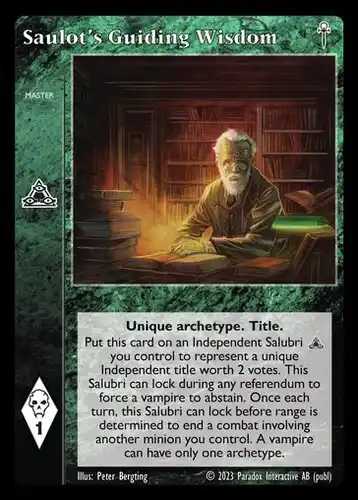 Saulot's Guiding Wisdom
MASTER
Unique archetype. Title.
Put this card on an Independent Salubri
you control to represent a unique
Independent title worth 2 votes. This
Salubri can lock during any referendum to
force a vampire to abstain. Once each
turn, this Salubri can lock before range is
determined to end a combat involving
another minion you control. A vampire
can have only one archetype.
1
Illus: Peter Bergting © 2023 Paradox Interactive AB (publ)